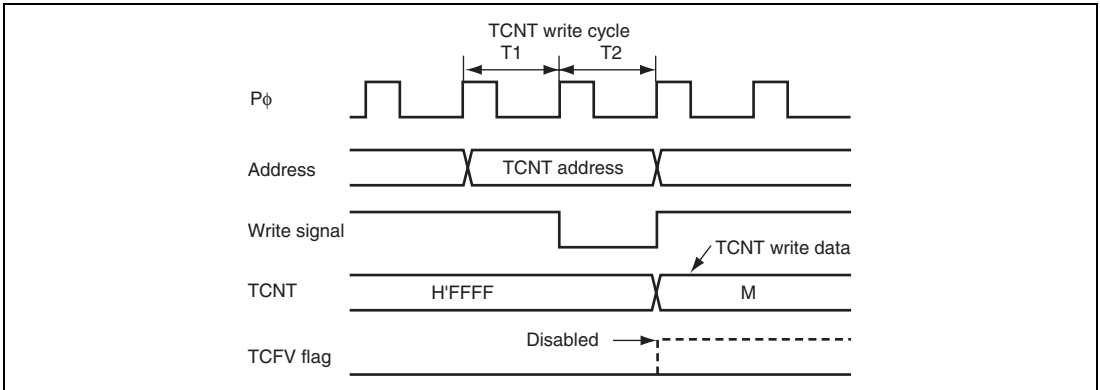 TCNT write cycle
T1 T2
Pϕ
Address TCNT address
Write signal
TCNT write data
TCNT H'FFFF M
Disabled
TCFV flag